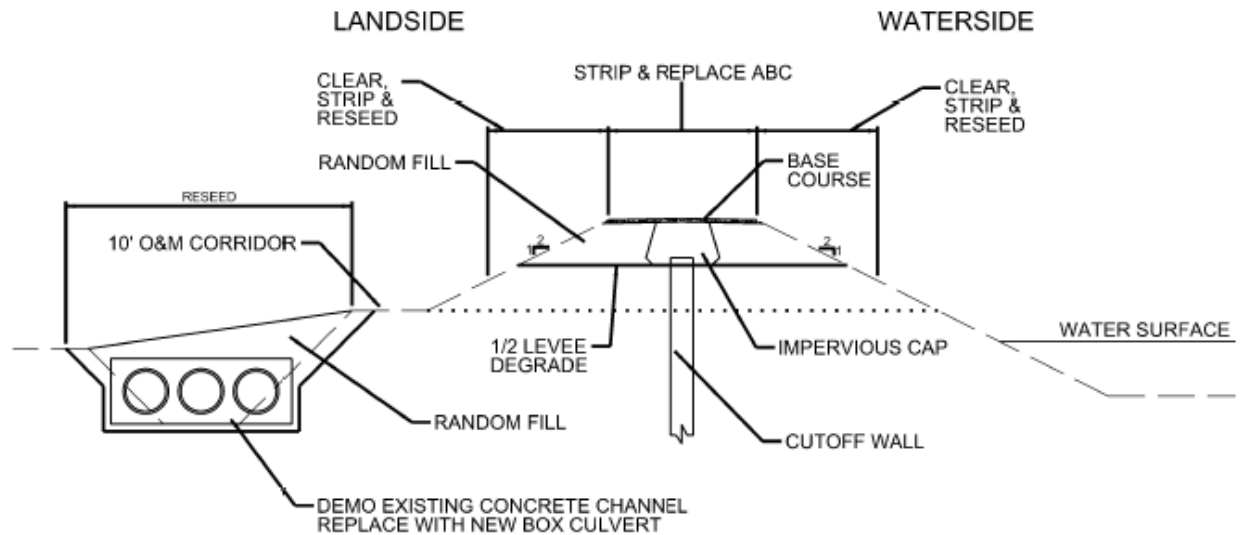 LANDSIDE
WATERSIDE
CLEAR,
STRIP &
RESEED
STRIP & REPLACE ABC
CLEAR,
STRIP &
RESEED
RANDOM FILL
BASE
COURSE
RESEED
10' O&M CORRIDOR
2
1
2
1
WATER SURFACE
1/2 LEVEE
DEGRADE
IMPERVIOUS CAP
RANDOM FILL
CUTOFF WALL
DEMO EXISTING CONCRETE CHANNEL
REPLACE WITH NEW BOX CULVERT